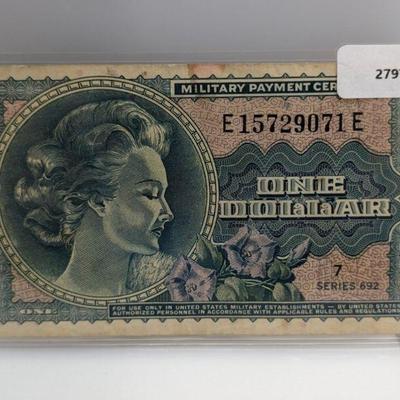 279
MILITARY PAYMENT CER
E15729071E
ONE
DOLLAR
7
SERIES 692
ONE
FOR USE ONLY IN UNITED STATES MILITARY ESTABLISHMENTS — BY UNITED STATES
AUTHORIZED PERSONNEL IN ACCORDANCE WITH APPLICABLE RULES AND REGULATIONS